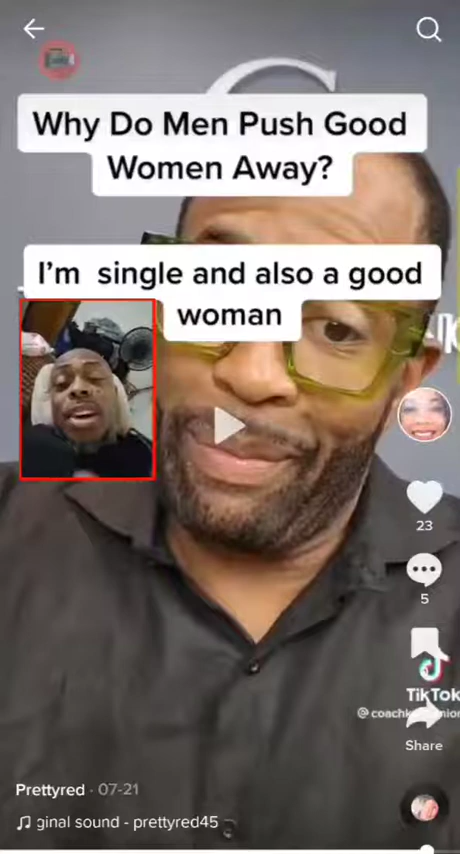 Why Do Men Push Good
Women Away?
I'm single and also a good
woman
23
5
TikTok
Share
Prettyred · 07-21
ginal sound - prettyred45